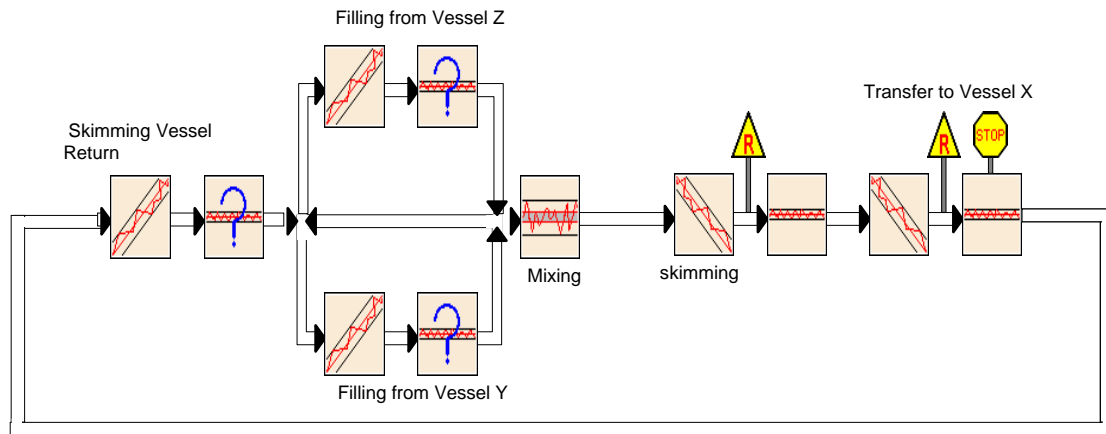 Filling from Vessel Z
Transfer to Vessel X
Skimming Vessel
Return
R
R
STOP
?
?
?
Mixing
skimming
Filling from Vessel Y